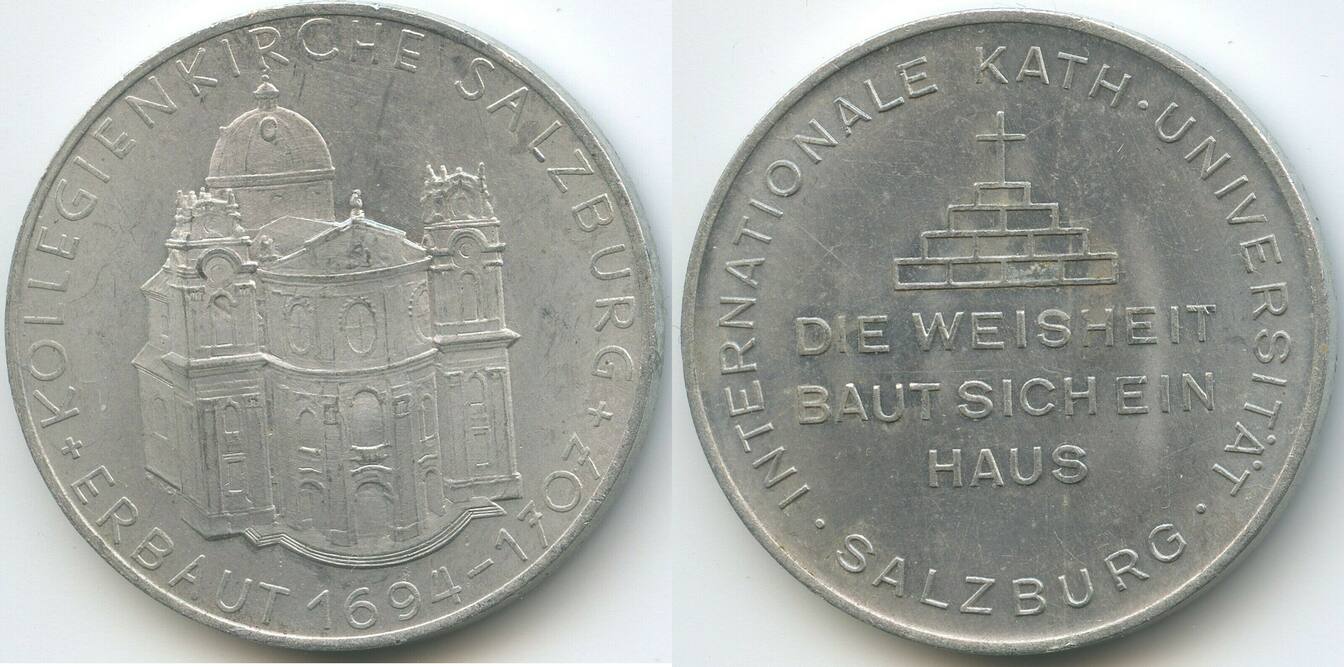 KOLLEGIENKIRCHE SALZBURG
+ ERBAUT 1694-1707 +
INTERNATIONALE KATH · UNIVERSITÄT ·
SALZBURG ·
DIE WEISHEIT
BAUT SICH EIN
HAUS